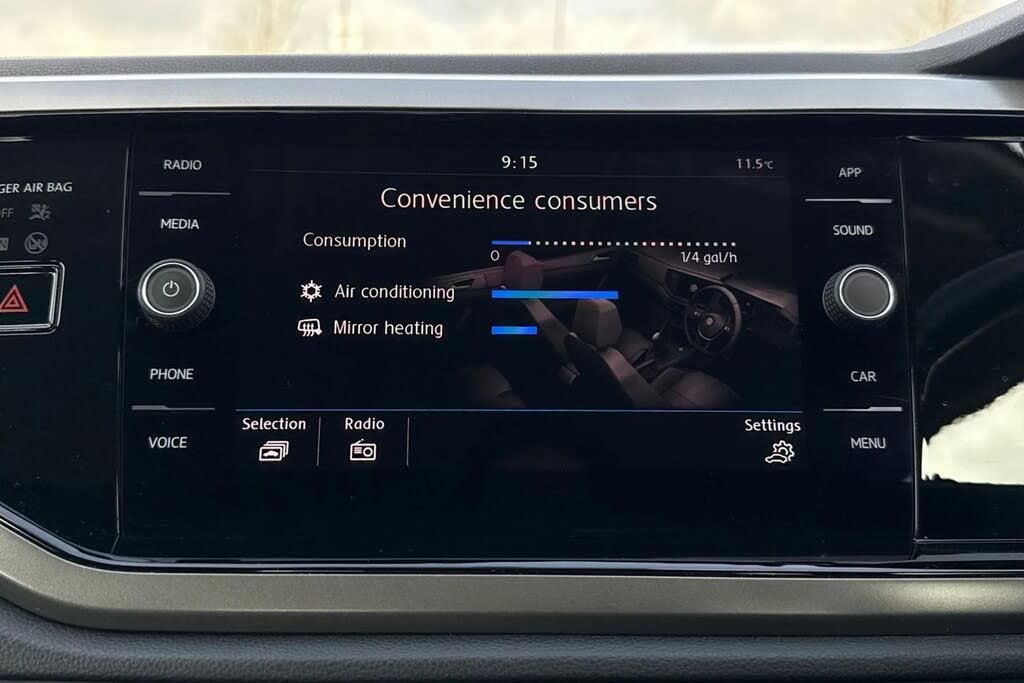 GER AIR BAG
FF
RADIO
MEDIA
PHONE
VOICE
9:15
11.5°C
Convenience consumers
Consumption
0
1/4 gal/h
Air conditioning
Mirror heating
Selection
Radio
Settings
APP
SOUND
CAR
MENU